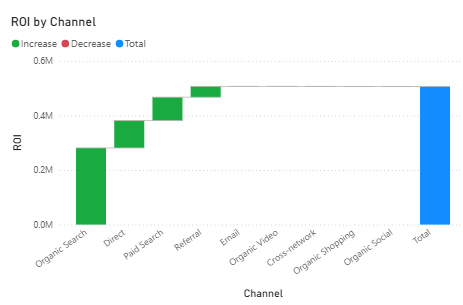 ROI by Channel
Increase Decrease Total
0.6M
0.4M
0.2M
0.0M
ROI
Organic Search
Direct
Paid Search
Referral
Email
Organic Video
Cross-network
Organic Shopping
Organic Social
Total
Channel